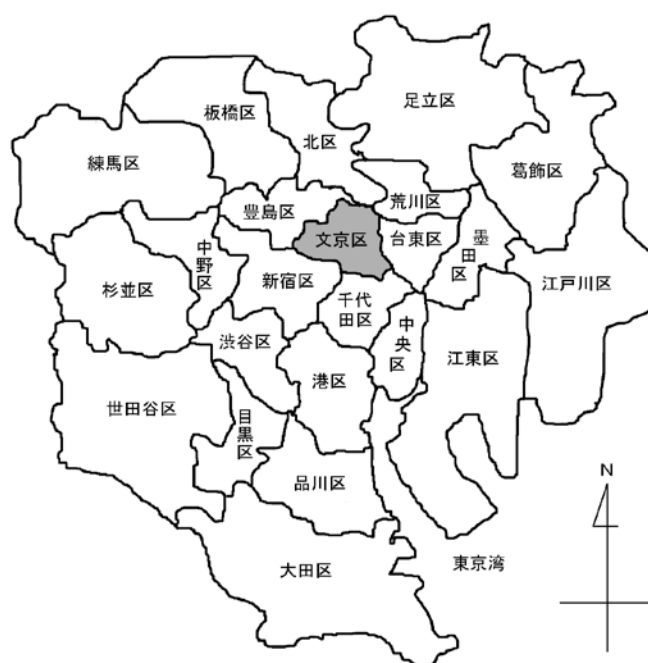 足立区
板橋区
北区
練馬区
葛飾区
荒川区
豊島区
文京区
台東区
墨田区
中野区
新宿区
杉並区
江戸川区
千代
田区
中央区
渋谷区
江東区
港区
世田谷区
目黒区
品川区
N
東京湾
大田区